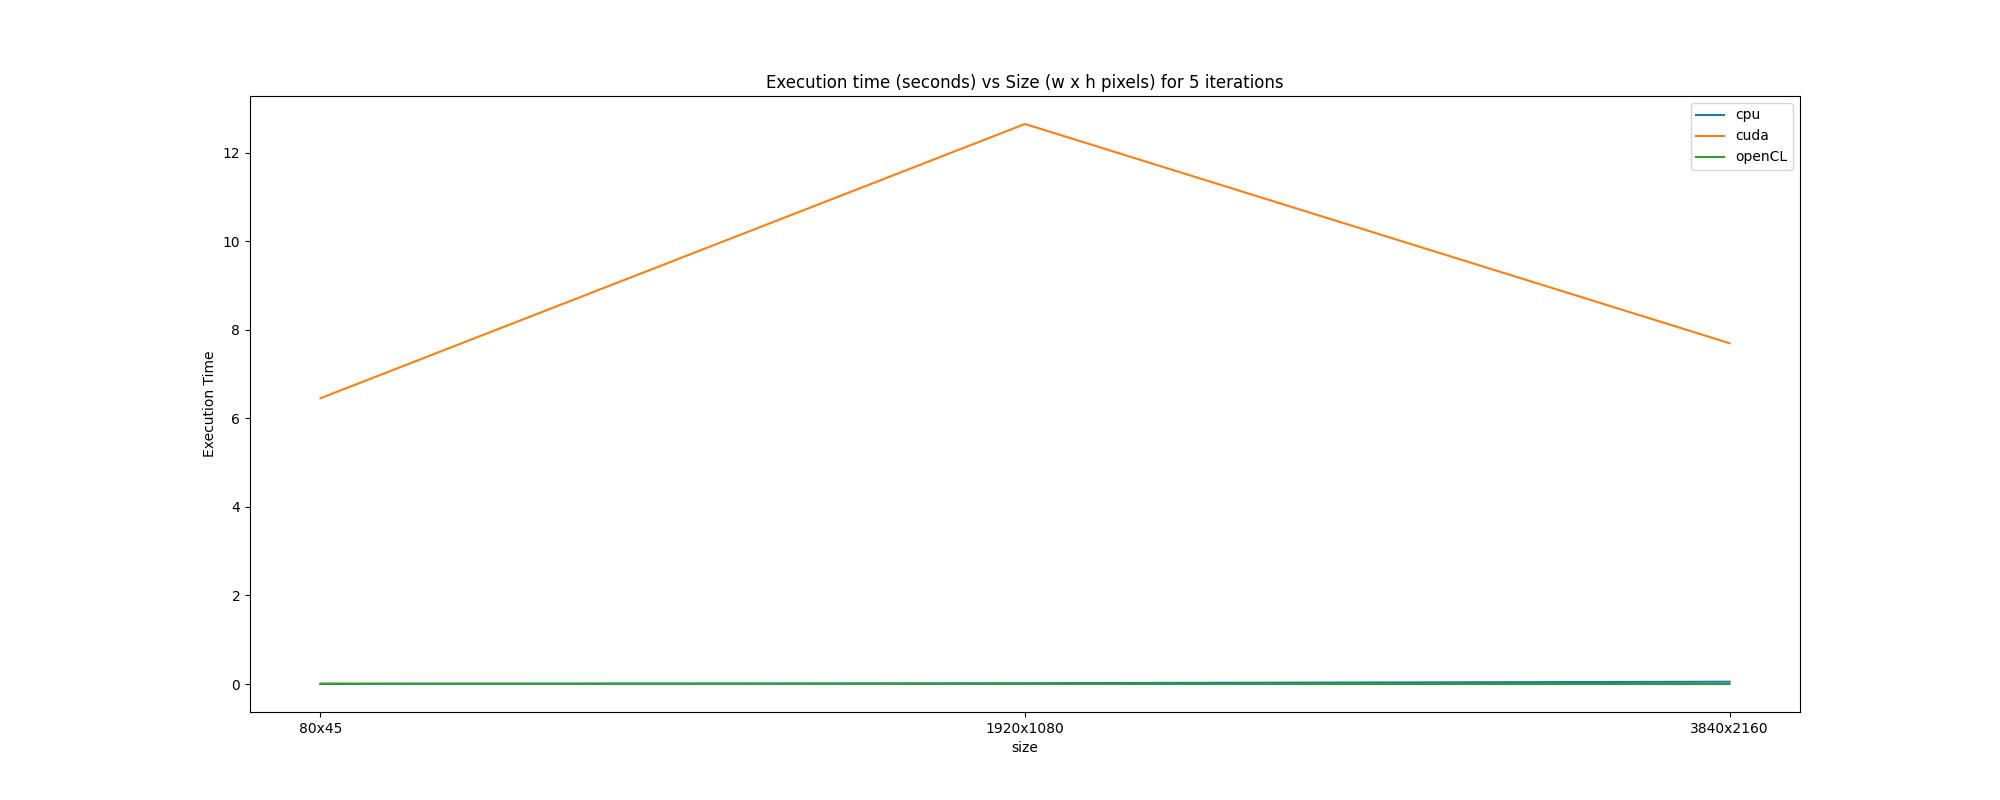 Execution time (seconds) vs Size (w x h pixels) for 5 iterations
cpu
cuda
openCL
12
10
8
6
4
2
0
Execution Time
80x45
1920x1080
3840x2160
size